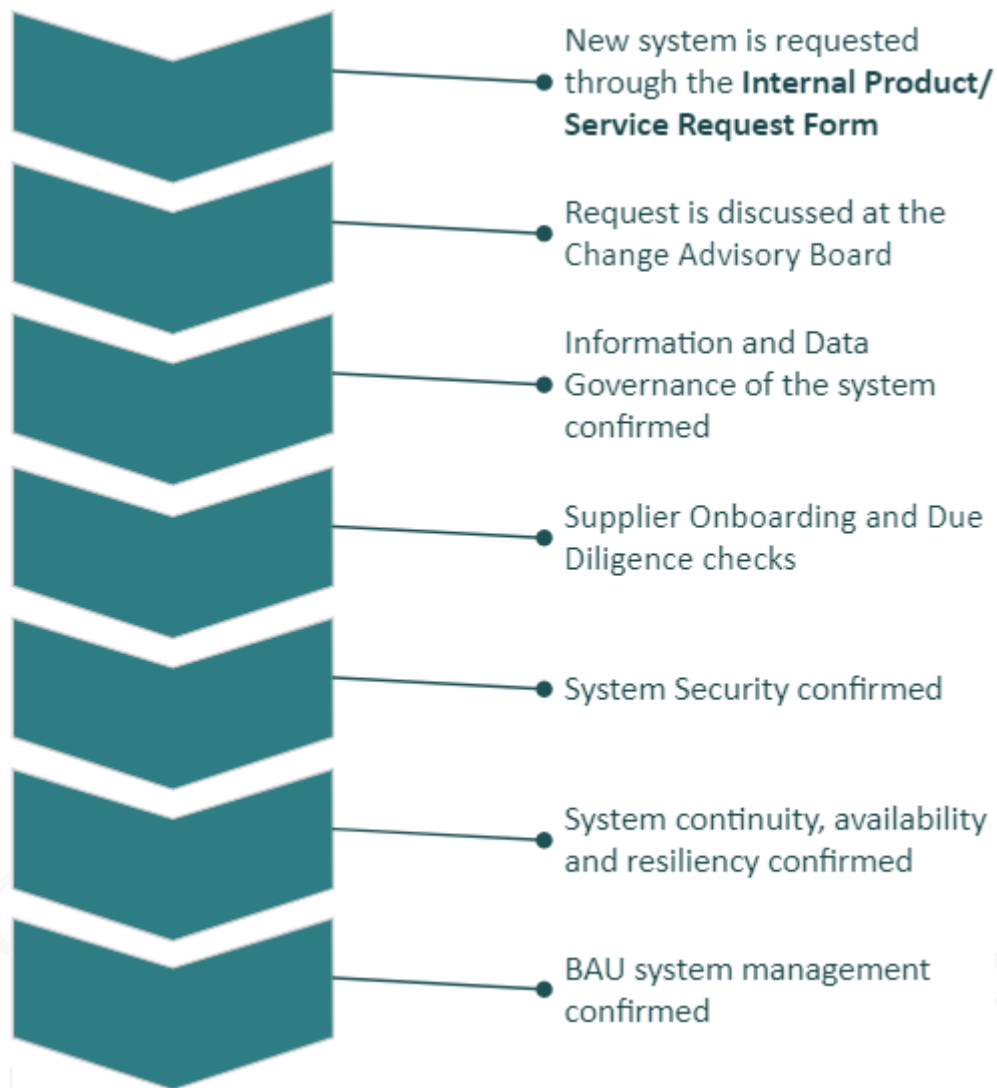 New system is requested
through the Internal Product/
Service Request Form
Request is discussed at the
Change Advisory Board
Information and Data
Governance of the system
confirmed
Supplier Onboarding and Due
Diligence checks
System Security confirmed
System continuity, availability
and resiliency confirmed
BAU system management
confirmed